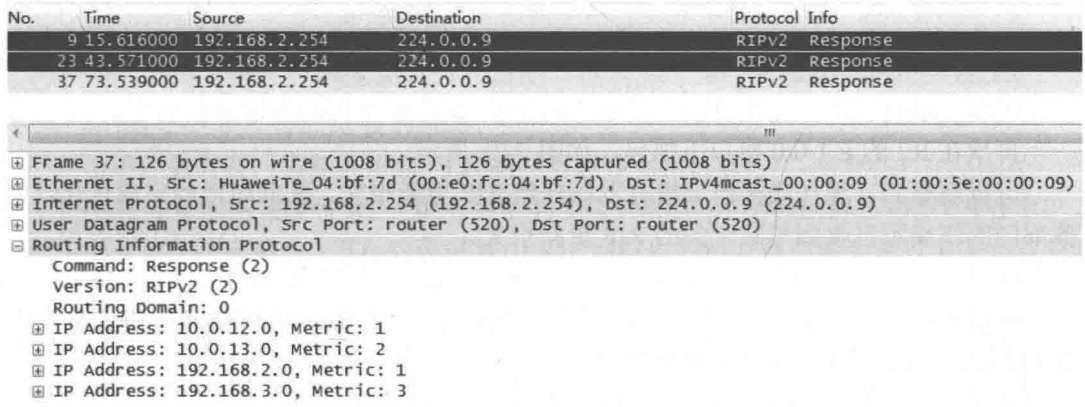 No. Time Source Destination Protocol Info
9 15.616000 192.168.2.254 224.0.0.9 RIPv2 Response
23 43.571000 192.168.2.254 224.0.0.9 RIPv2 Response
37 73.539000 192.168.2.254 224.0.0.9 RIPv2 Response
Frame 37: 126 bytes on wire (1008 bits), 126 bytes captured (1008 bits)
Ethernet II, Src: HuaweiTe_04:bf:7d (00:e0:fc:04:bf:7d), Dst: IPv4mcast_00:00:09 (01:00:5e:00:00:09)
Internet Protocol, Src: 192.168.2.254 (192.168.2.254), Dst: 224.0.0.9 (224.0.0.9)
User Datagram Protocol, Src Port: router (520), Dst Port: router (520)
Routing Information Protocol
Command: Response (2)
Version: RIPv2 (2)
Routing Domain: 0
IP Address: 10.0.12.0, Metric: 1
IP Address: 10.0.13.0, Metric: 2
IP Address: 192.168.2.0, Metric: 1
IP Address: 192.168.3.0, Metric: 3